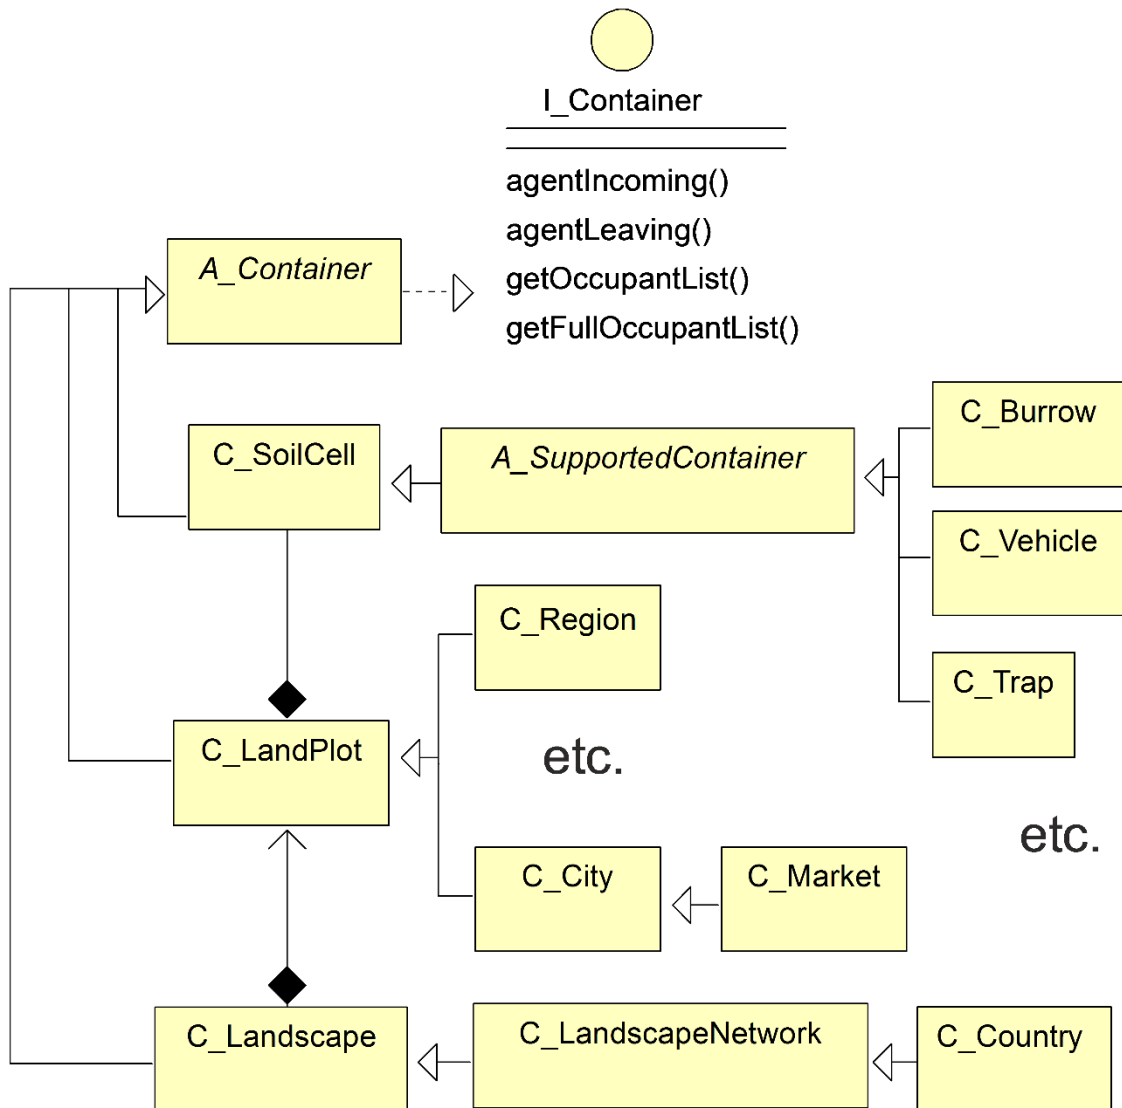 I_Container
agentIncoming()
agentLeaving()
getOccupantList()
getFullOccupantList()
A_Container
C_SoilCell
A_SupportedContainer
C_Burrow
C_Vehicle
C_Trap
etc.
C_Region
C_LandPlot
etc.
C_City
C_Market
C_Landscape
C_LandscapeNetwork
C_Country